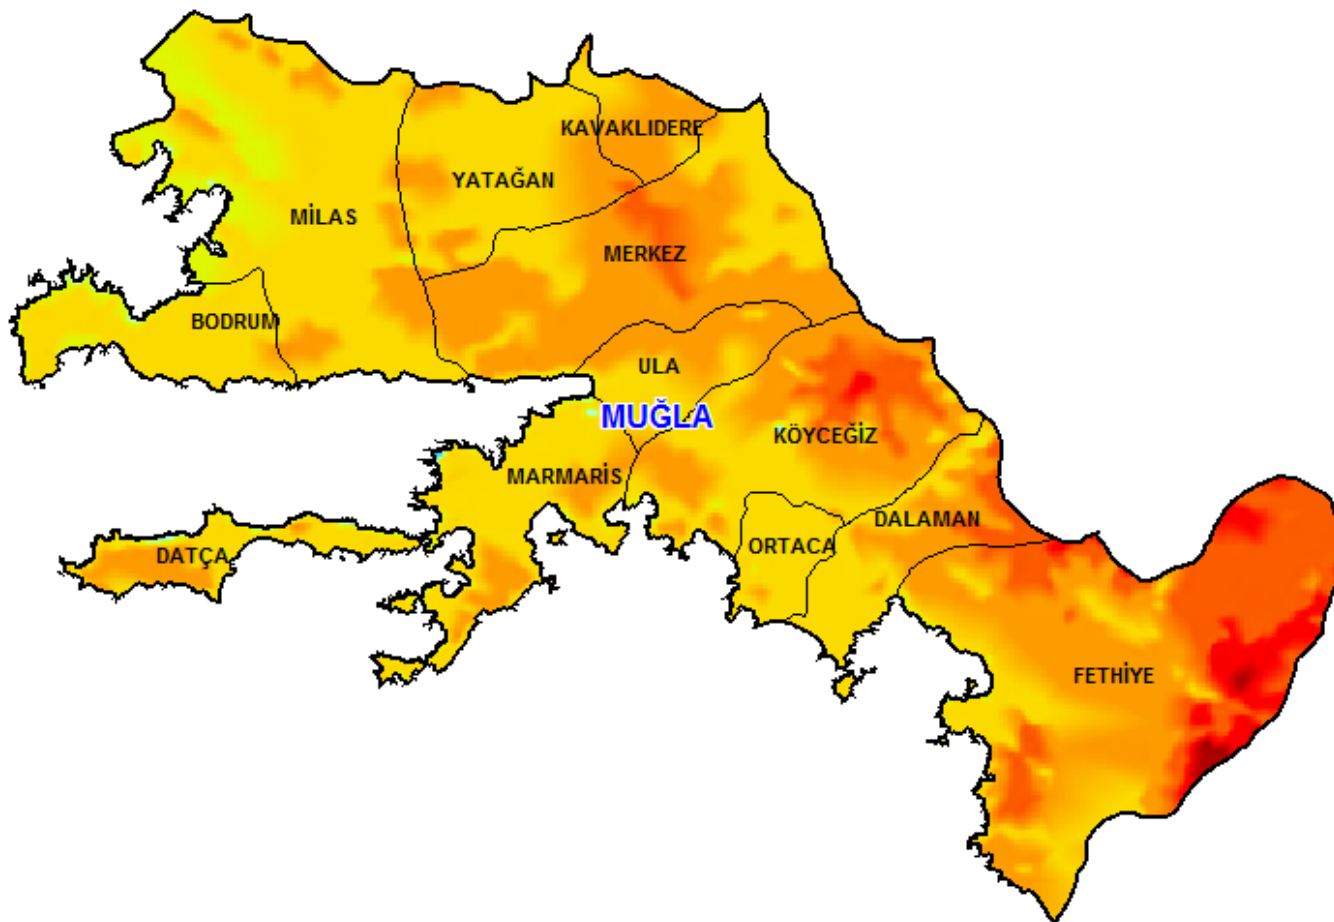 KAVAKLIDERE
YATAĞAN
MİLAS
MERKEZ
BODRUM
ULA
MUĞLA
KÖYCEĞİZ
MARMARİS
DALAMAN
ORTACA
DATÇA
FETHİYE